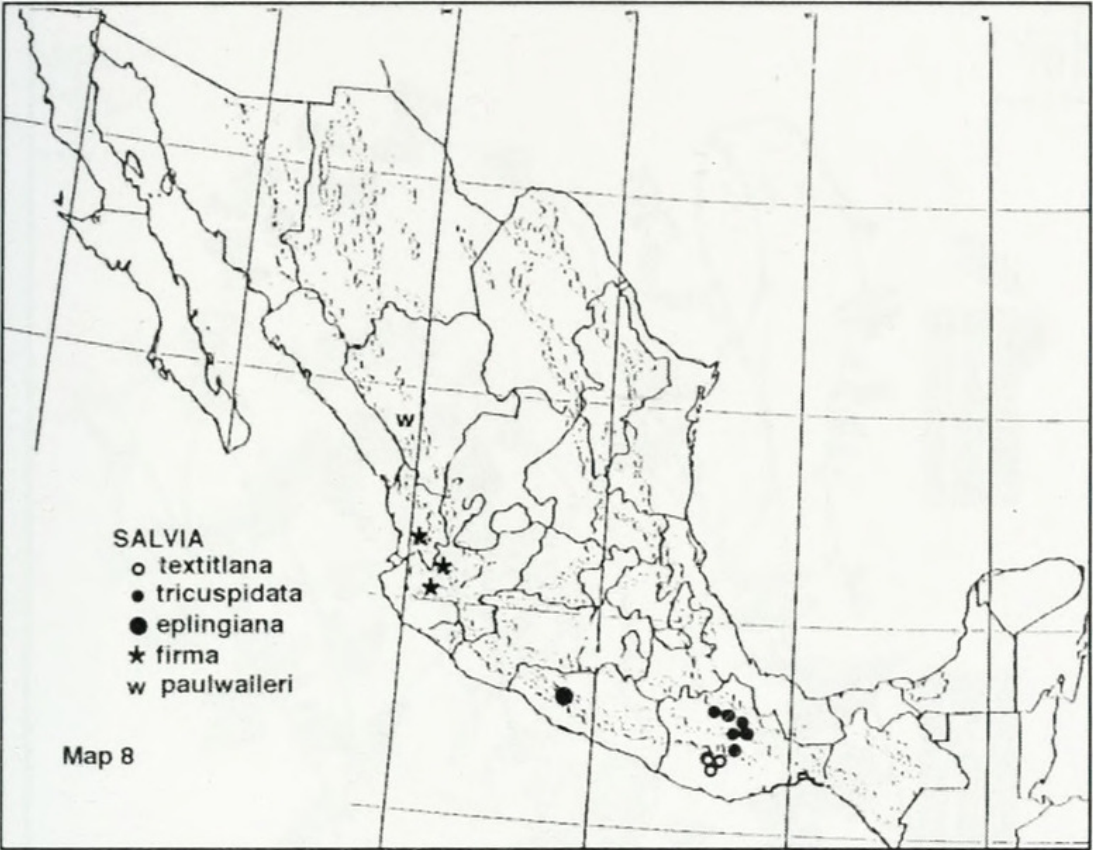 W
SALVIA
textitlana
tricuspidata
eplingiana
firma
w paulwaileri
Map 8